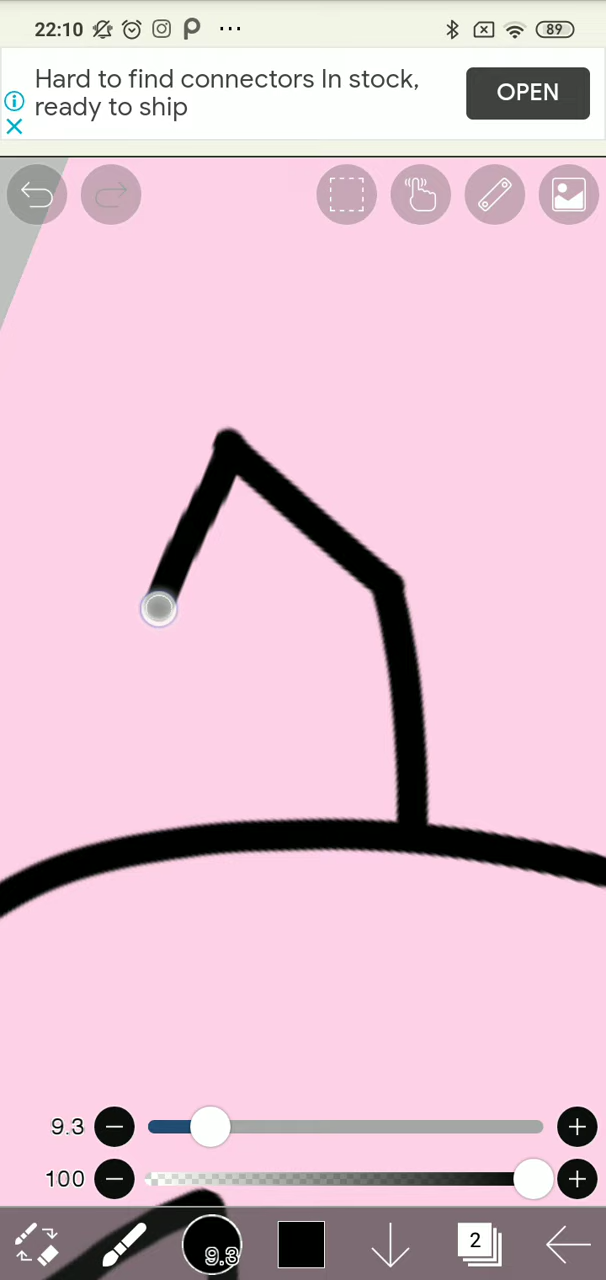 22:10 ... 89
Hard to find connectors In stock,
ready to ship
OPEN
9.3
100
9.3
2